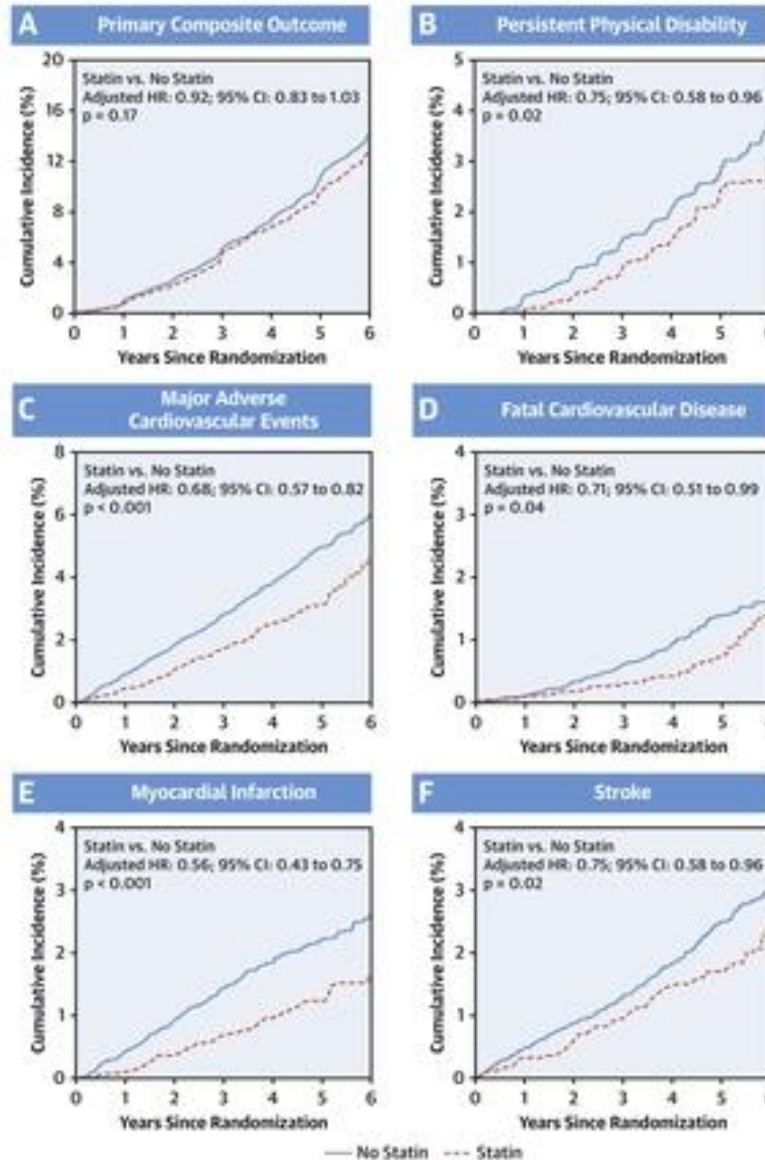 A Primary Composite Outcome
Cumulative Incidence (%)
20
16
12
8
4
0
Statin vs. No Statin
Adjusted HR: 0.92; 95% CI: 0.83 to 1.03
p = 0.17
0 1 2 3 4 5 6
Years Since Randomization
B Persistent Physical Disability
Cumulative Incidence (%)
5
4
3
2
1
0
Statin vs. No Statin
Adjusted HR: 0.75; 95% CI: 0.58 to 0.96
p = 0.02
0 1 2 3 4 5 6
Years Since Randomization
C Major Adverse
Cardiovascular Events
Cumulative Incidence (%)
8
6
4
2
0
Statin vs. No Statin
Adjusted HR: 0.68; 95% CI: 0.57 to 0.82
p < 0.001
0 1 2 3 4 5 6
Years Since Randomization
D Fatal Cardiovascular Disease
Cumulative Incidence (%)
4
3
2
1
0
Statin vs. No Statin
Adjusted HR: 0.71; 95% CI: 0.51 to 0.99
p = 0.04
0 1 2 3 4 5 6
Years Since Randomization
E Myocardial Infarction
Cumulative Incidence (%)
4
3
2
1
0
Statin vs. No Statin
Adjusted HR: 0.56; 95% CI: 0.43 to 0.75
p < 0.001
0 1 2 3 4 5 6
Years Since Randomization
F Stroke
Cumulative Incidence (%)
4
3
2
1
0
Statin vs. No Statin
Adjusted HR: 0.75; 95% CI: 0.58 to 0.96
p = 0.02
0 1 2 3 4 5 6
Years Since Randomization
No Statin Statin